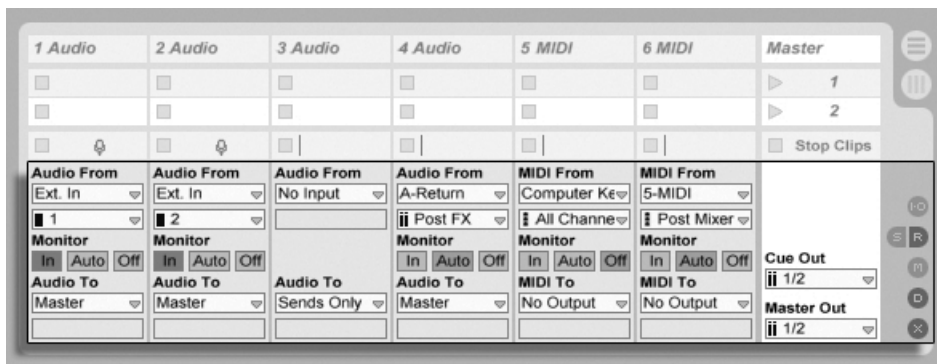 1 Audio 2 Audio 3 Audio 4 Audio 5 MIDI 6 MIDI Master
1
2
Stop Clips
Audio From Audio From Audio From Audio From MIDI From MIDI From
Ext. In Ext. In No Input A-Return Computer Ke 5-MIDI
1 2 Post FX All Channe Post Mixer
Monitor Monitor Monitor Monitor Monitor
In Auto Off In Auto Off In Auto Off In Auto Off In Auto Off Cue Out
Audio To Audio To Audio To Audio To MIDI To MIDI To 1/2
Master Master Sends Only Master No Output No Output Master Out
1/2
I-O
S R
M
D
X